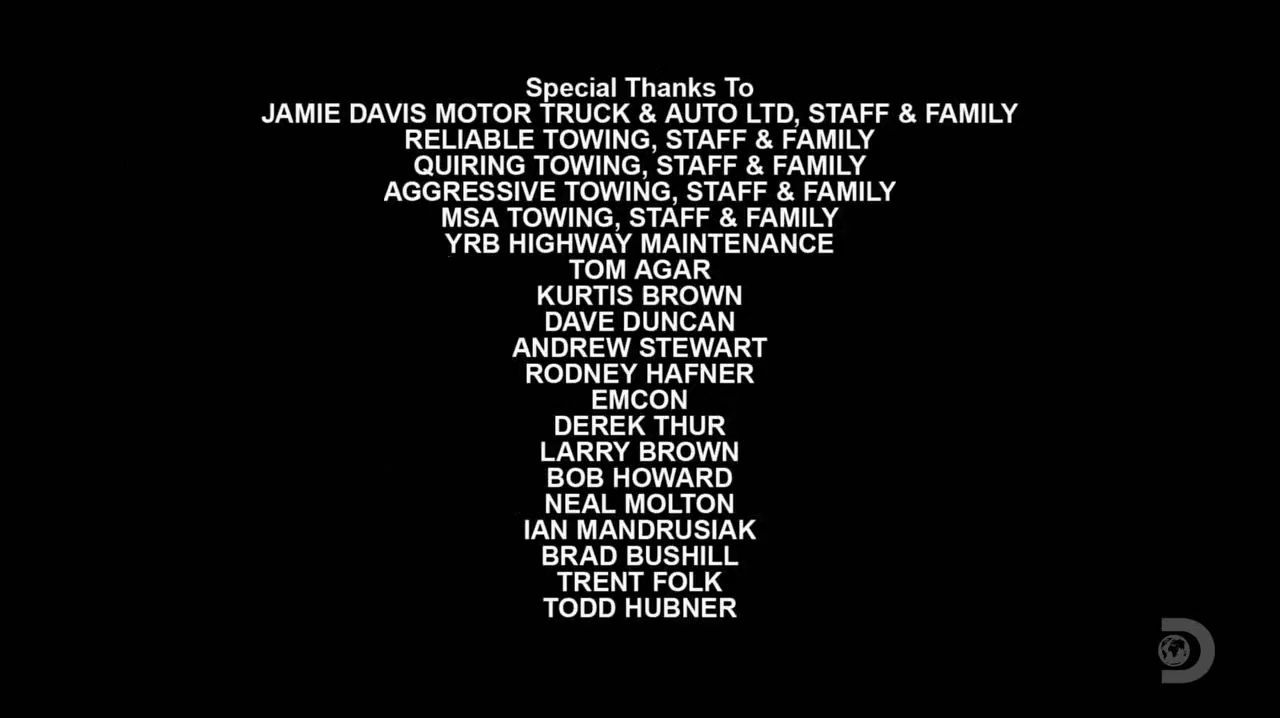 Special Thanks To
JAMIE DAVIS MOTOR TRUCK & AUTO LTD, STAFF & FAMILY
RELIABLE TOWING, STAFF & FAMILY
QUIRING TOWING, STAFF & FAMILY
AGGRESSIVE TOWING, STAFF & FAMILY
MSA TOWING, STAFF & FAMILY
YRB HIGHWAY MAINTENANCE
TOM AGAR
KURTIS BROWN
DAVE DUNCAN
ANDREW STEWART
RODNEY HAFNER
EMCON
DEREK THUR
LARRY BROWN
BOB HOWARD
NEAL MOLTON
IAN MANDRUSIAK
BRAD BUSHILL
TRENT FOLK
TODD HUBNER